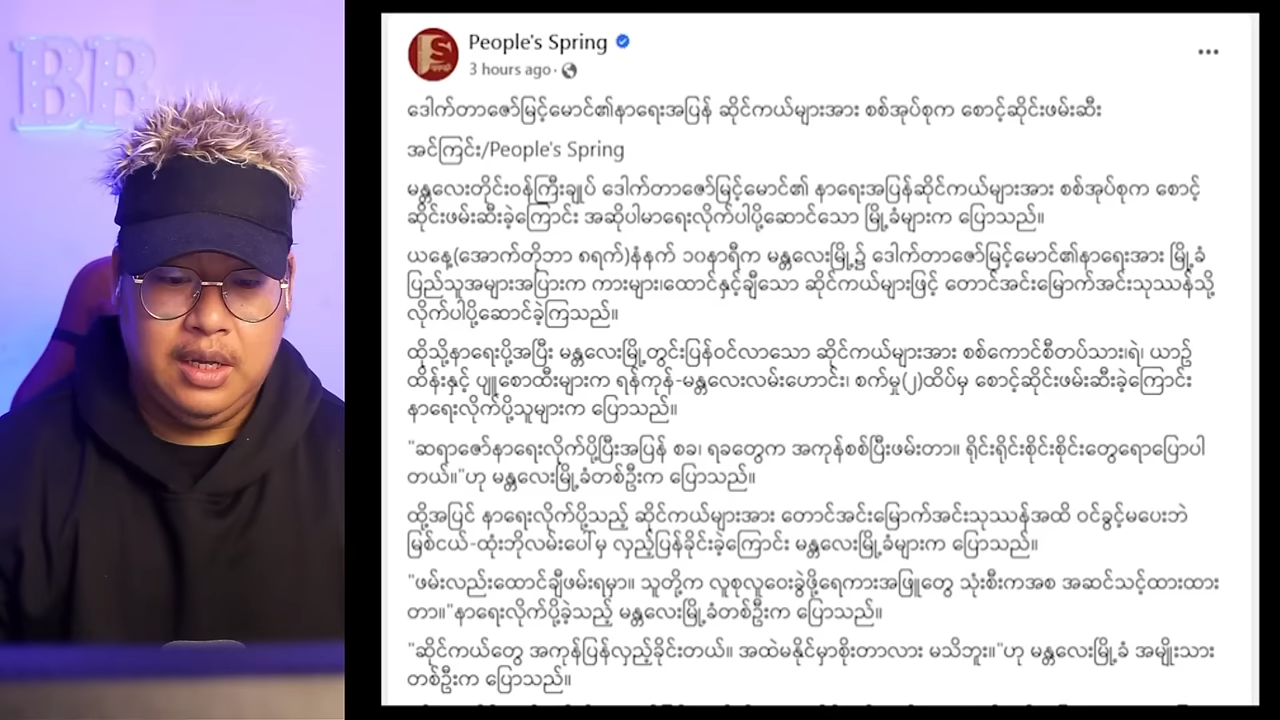 BB
People's Spring
3 hours ago ·
ဒေါက်တာဇော်မြင့်မောင်၏နာရေးအပြန် ဆိုင်ကယ်များအား စစ်အုပ်စုက စောင့်ဆိုင်းဖမ်းဆီး
အင်ကြင်း/People's Spring
မန္တလေးတိုင်းဝန်ကြီးချုပ် ဒေါက်တာဇော်မြင့်မောင်၏ နာရေးအပြန်ဆိုင်ကယ်များအား စစ်အုပ်စုက စောင့်
ဆိုင်းဖမ်းဆီးခဲ့ကြောင်း အဆိုပါမာရေးလိုက်ပါပို့ဆောင်သော မြို့ခံများက ပြောသည်။
ယနေ့(အောက်တိုဘာ ၈ရက်)နံနက် ၁၀နာရီက မန္တလေးမြို့၌ ဒေါက်တာဇော်မြင့်မောင်၏နာရေးအား မြို့ခံ
ပြည်သူအများအပြားက ကားများ၊ထောင်နှင့်ချီသော ဆိုင်ကယ်များဖြင့် တောင်အင်းမြောက်အင်းသုဿန်သို့
လိုက်ပါပို့ဆောင်ခဲ့ကြသည်။
ထိုသို့နာရေးပို့အပြီး မန္တလေးမြို့တွင်းပြန်ဝင်လာသော ဆိုင်ကယ်များအား စစ်ကောင်စီတပ်သား၊ရဲ၊ ယာဉ်
ထိန်းနှင့် ပျူစောထီးများက ရန်ကုန်-မန္တလေးလမ်းဟောင်း၊ စက်မှု(၂)ထိပ်မှ စောင့်ဆိုင်းဖမ်းဆီးခဲ့ကြောင်း
နာရေးလိုက်ပို့သူများက ပြောသည်။
"ဆရာဇော်နာရေးလိုက်ပို့ပြီးအပြန် စခ၊ ရခတွေက အကုန်စစ်ပြီးဖမ်းတာ။ ရိုင်းရိုင်းစိုင်းစိုင်းတွေရောပြောပါ
တယ်။"ဟု မန္တလေးမြို့ခံတစ်ဦးက ပြောသည်။
ထို့အပြင် နာရေးလိုက်ပို့သည့် ဆိုင်ကယ်များအား တောင်အင်းမြောက်အင်းသုဿန်အထိ ဝင်ခွင့်မပေးဘဲ
မြစ်ငယ်-ထုံးဘိုလမ်းပေါ်မှ လှည့်ပြန်ခိုင်းခဲ့ကြောင်း မန္တလေးမြို့ခံများက ပြောသည်။
"ဖမ်းလည်းထောင်ချီဖမ်းရမှာ။ သူတို့က လူစုလူဝေးခွဲဖို့ရေကားအဖြူတွေ သုံးစီးကအစ အဆင်သင့်ထားထား
တာ။"နာရေးလိုက်ပို့ခဲ့သည့် မန္တလေးမြို့ခံတစ်ဦးက ပြောသည်။
"ဆိုင်ကယ်တွေ အကုန်ပြန်လှည့်ခိုင်းတယ်။ အထဲမနိုင်မှာစိုးတာလား မသိဘူး။"ဟု မန္တလေးမြို့ခံ အမျိုးသား
တစ်ဦးက ပြောသည်။